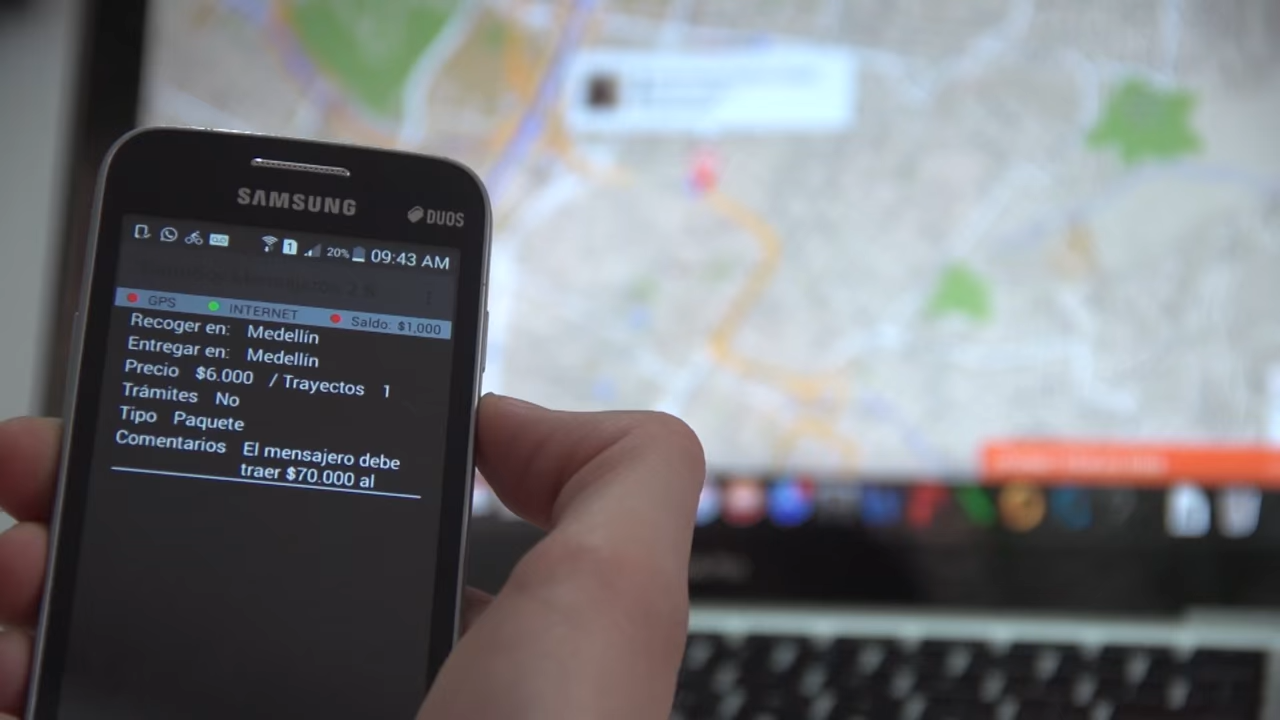 SAMSUNG
DUOS
1 20% 09:43 AM
GPS INTERNET Saldo: $1,000
Recoger en: Medellín
Entregar en: Medellín
Precio $6.000 / Trayectos 1
Trámites No
Tipo Paquete
Comentarios El mensajero debe
traer $70.000 al